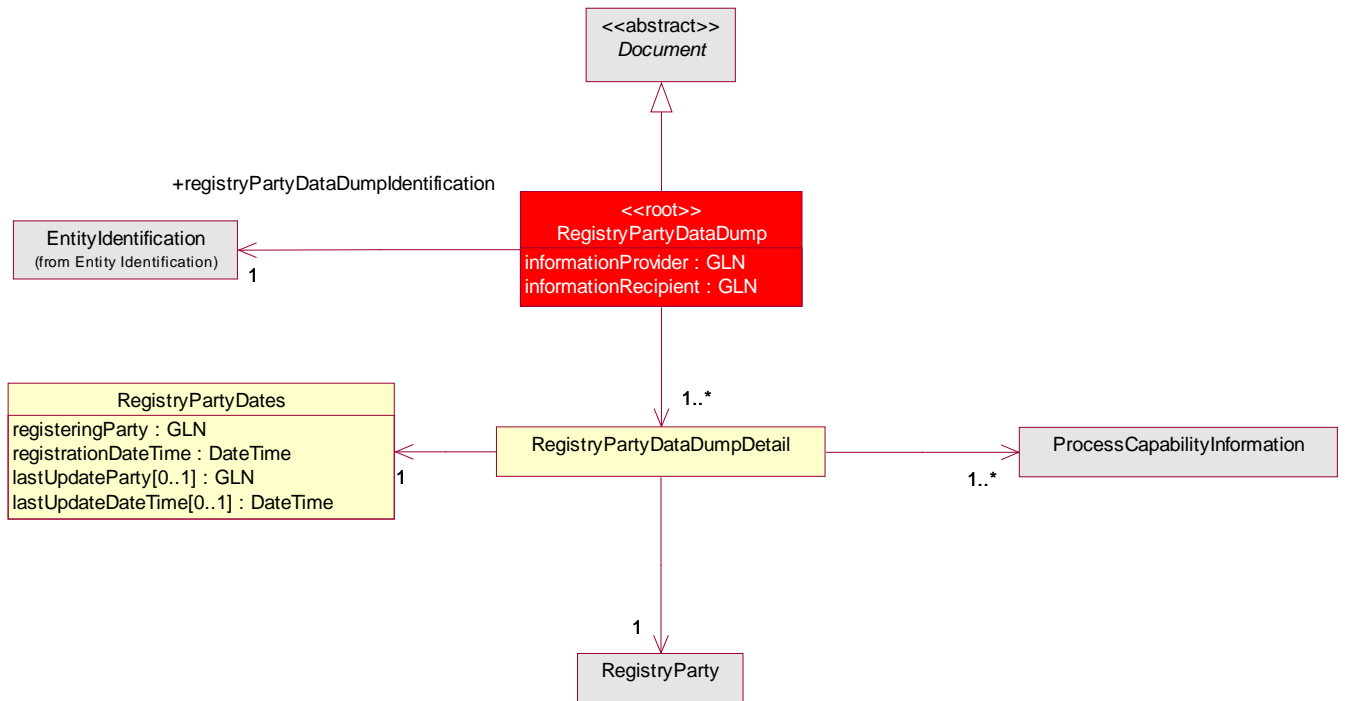 <<abstract>>
Document
+registryPartyDataDumpIdentification
<<root>>
RegistryPartyDataDump
informationProvider : GLN
informationRecipient : GLN
EntityIdentification
(from Entity Identification)
1
1..*
RegistryPartyDates
registeringParty : GLN
registrationDateTime : DateTime
lastUpdateParty[0..1] : GLN
lastUpdateDateTime[0..1] : DateTime
1
RegistryPartyDataDumpDetail
ProcessCapabilityInformation
1..*
1
RegistryParty